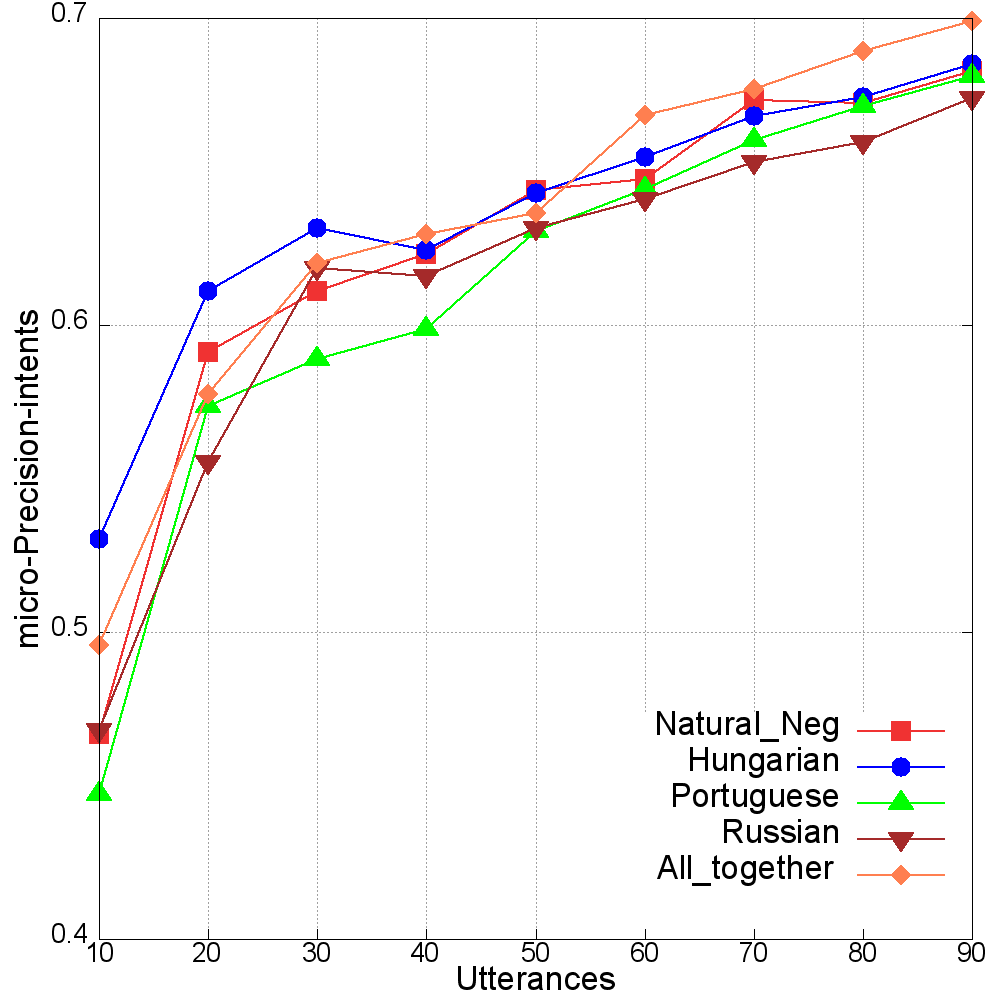 0.7
0.6
0.5
0.4
micro-Precision-intents
Natural_Neg
Hungarian
Portuguese
Russian
All_together
10 20 30 40 50 60 70 80 90
Utterances